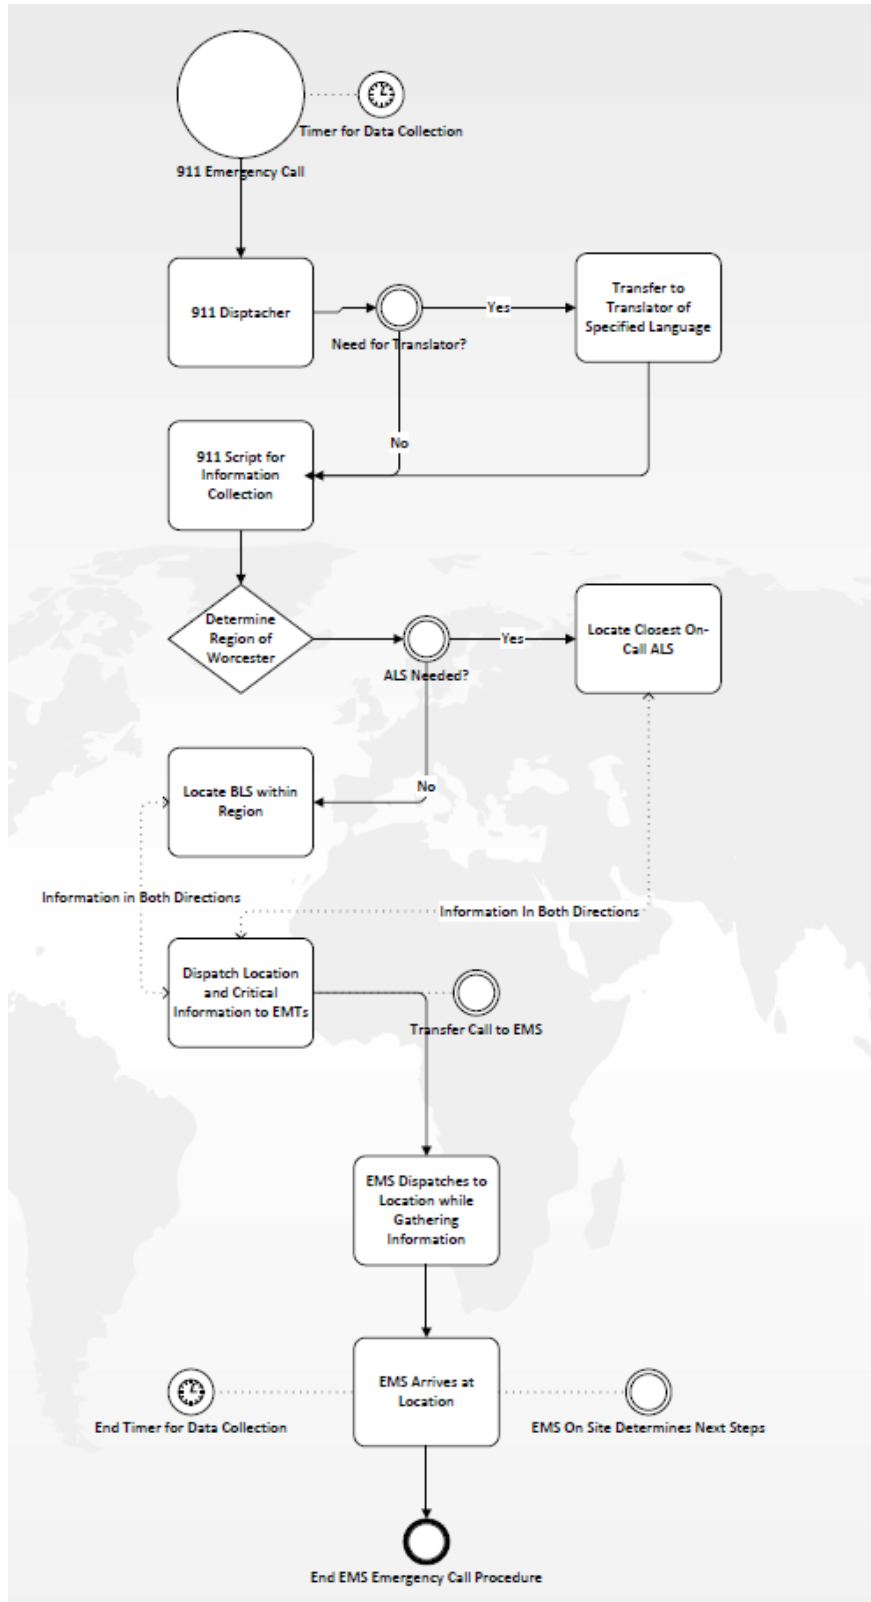 Timer for Data Collection
911 Emergency Call
911 Disptacher
Need for Translator?
Yes
Transfer to
Translator of
Specified Language
No
911 Script for
Information
Collection
Determine
Region of
Worcester
ALS Needed?
Yes
Locate Closest On-
Call ALS
No
Locate BLS within
Region
Information in Both Directions
Information In Both Directions
Dispatch Location
and Critical
Information to EMTs
Transfer Call to EMS
EMS Dispatches to
Location while
Gathering
Information
EMS Arrives at
Location
End Timer for Data Collection
EMS On Site Determines Next Steps
End EMS Emergency Call Procedure